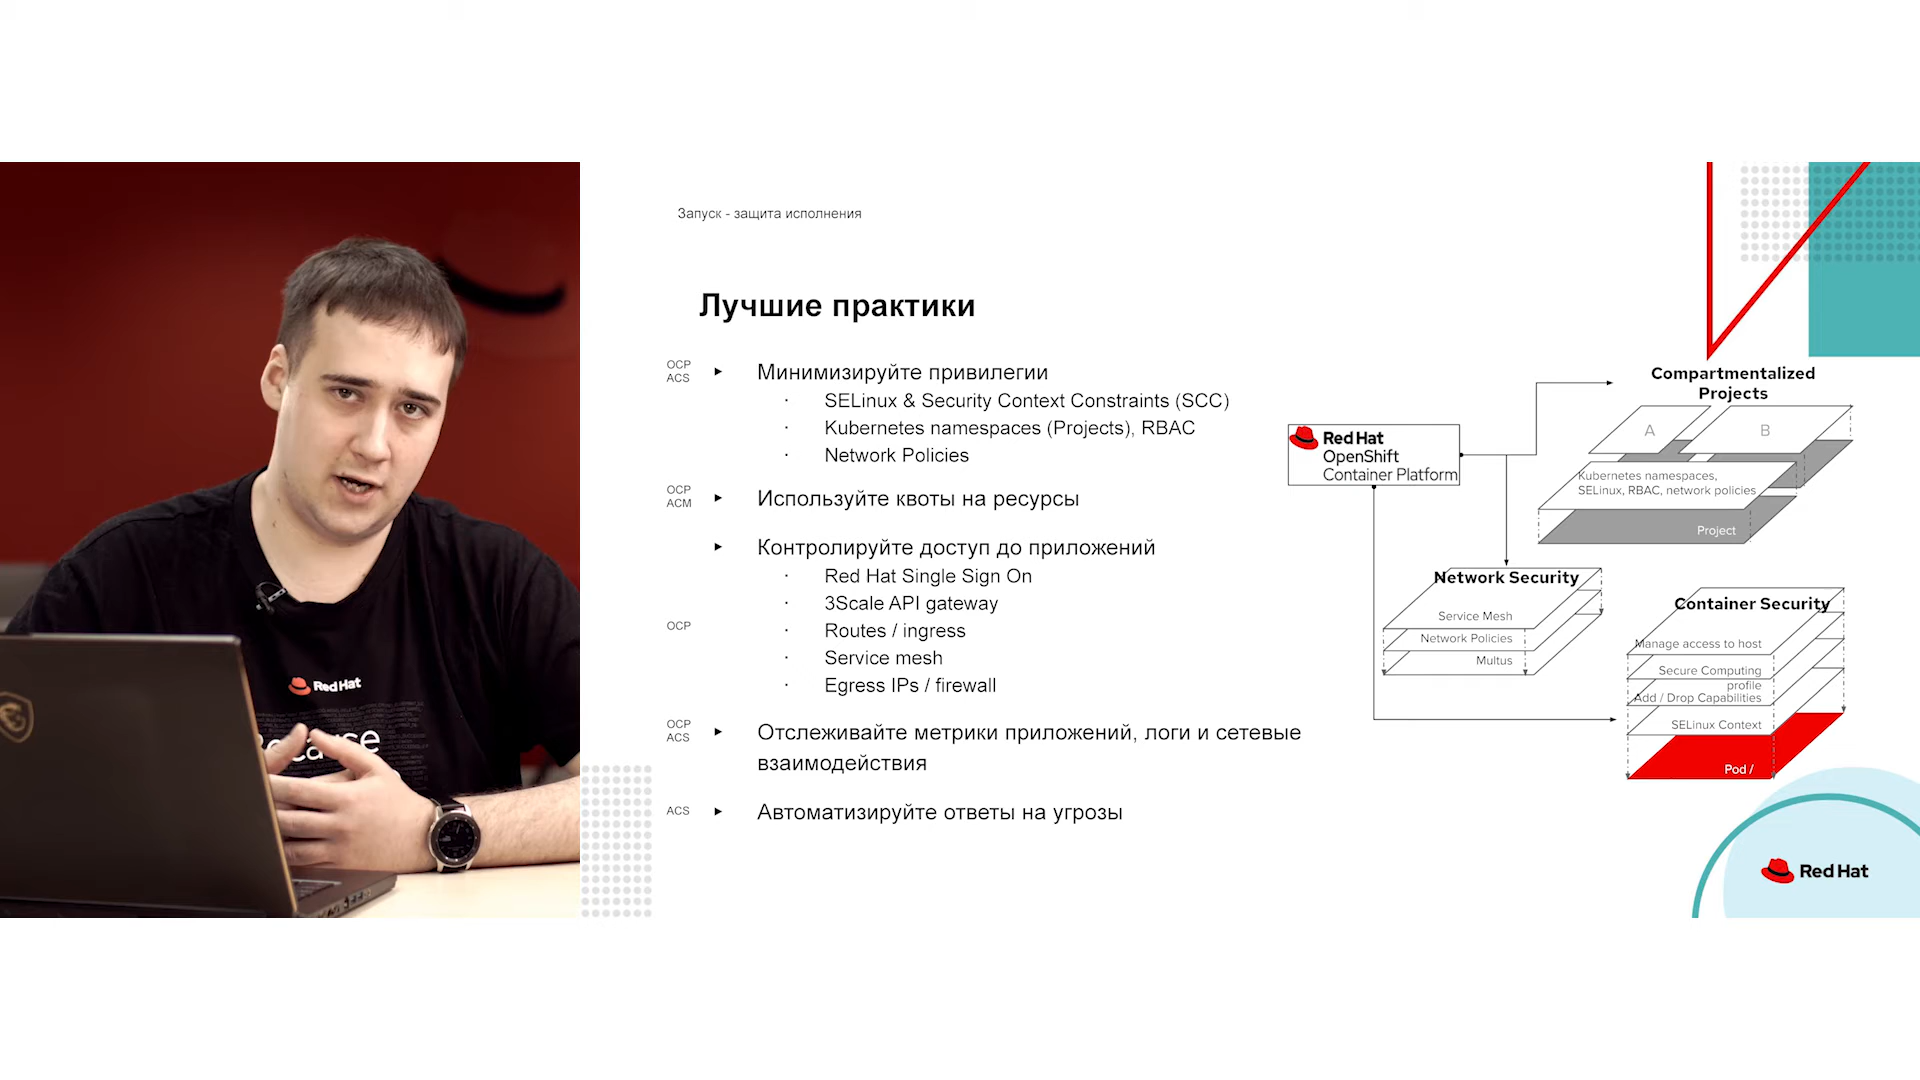 Запуск - защита исполнения
Лучшие практики
OCP
ACS
Минимизируйте привилегии
SELinux & Security Context Constraints (SCC)
Kubernetes namespaces (Projects), RBAC
Network Policies
OCP
ACM
Используйте квоты на ресурсы
Контролируйте доступ до приложений
Red Hat Single Sign On
3Scale API gateway
OCP
Routes / ingress
Service mesh
Egress IPs / firewall
OCP
ACS
Отслеживайте метрики приложений, логи и сетевые
взаимодействия
ACS
Автоматизируйте ответы на угрозы
Red Hat
OpenShift
Container Platform
Compartmentalized
Projects
A
B
Kubernetes namespaces,
SELinux, RBAC, network policies
Project
Network Security
Service Mesh
Network Policies
Multus
Container Security
Manage access to host
Secure Computing
profile
Add / Drop Capabilities
SELinux Context
Pod /
Red Hat
Red Hat